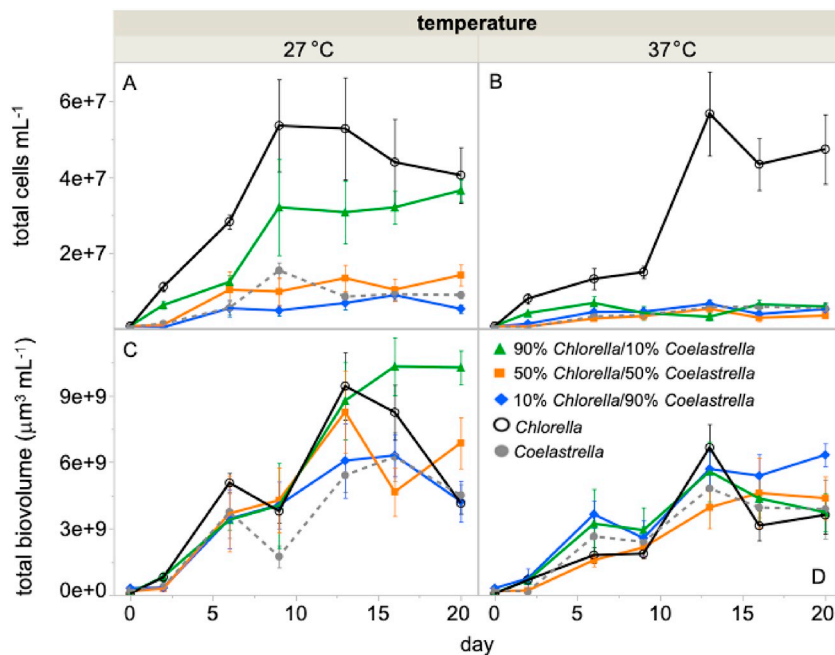 temperature
27 °C
37 °C
A
B
total cells mL⁻¹
6e+7
4e+7
2e+7
C
90% Chlorella/10% Coelastrella
50% Chlorella/50% Coelastrella
10% Chlorella/90% Coelastrella
Chlorella
Coelastrella
D
total biovolume (μm³ mL⁻¹)
9e+9
6e+9
3e+9
0e+0
0 5 10 15 20 0 5 10 15 20
day